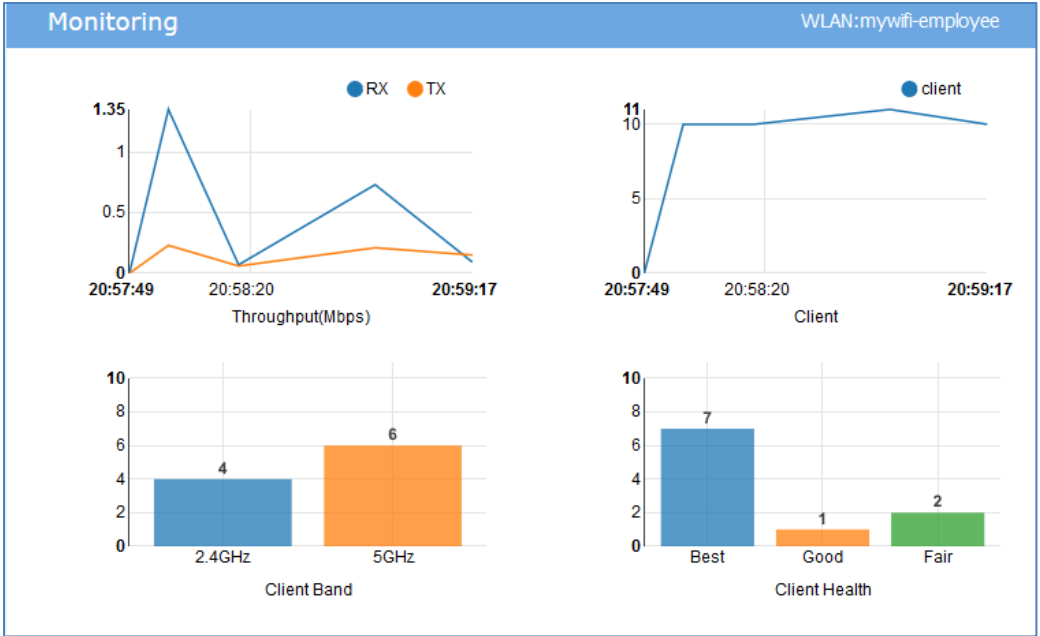 Monitoring
WLAN:mywifi-employee
RX TX
1.35
1
0.5
0
20:57:49 20:58:20 20:59:17
Throughput(Mbps)
client
11
10
5
0
20:57:49 20:58:20 20:59:17
Client
10
8
6
4
2
0
4
6
2.4GHz 5GHz
Client Band
10
8
6
4
2
0
7
1
2
Best Good Fair
Client Health